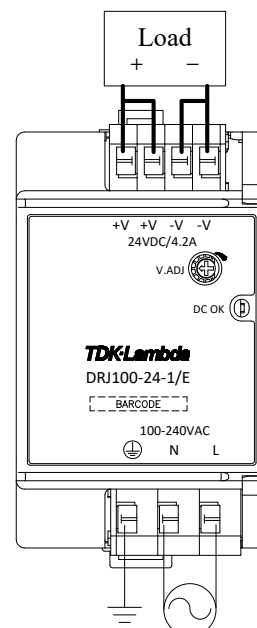 Load
+ −
+V +V -V -V
24VDC/4.2A
V.ADJ
DC OK
TDK·Lambda
DRJ100-24-1/E
BARCODE
100-240VAC
N L